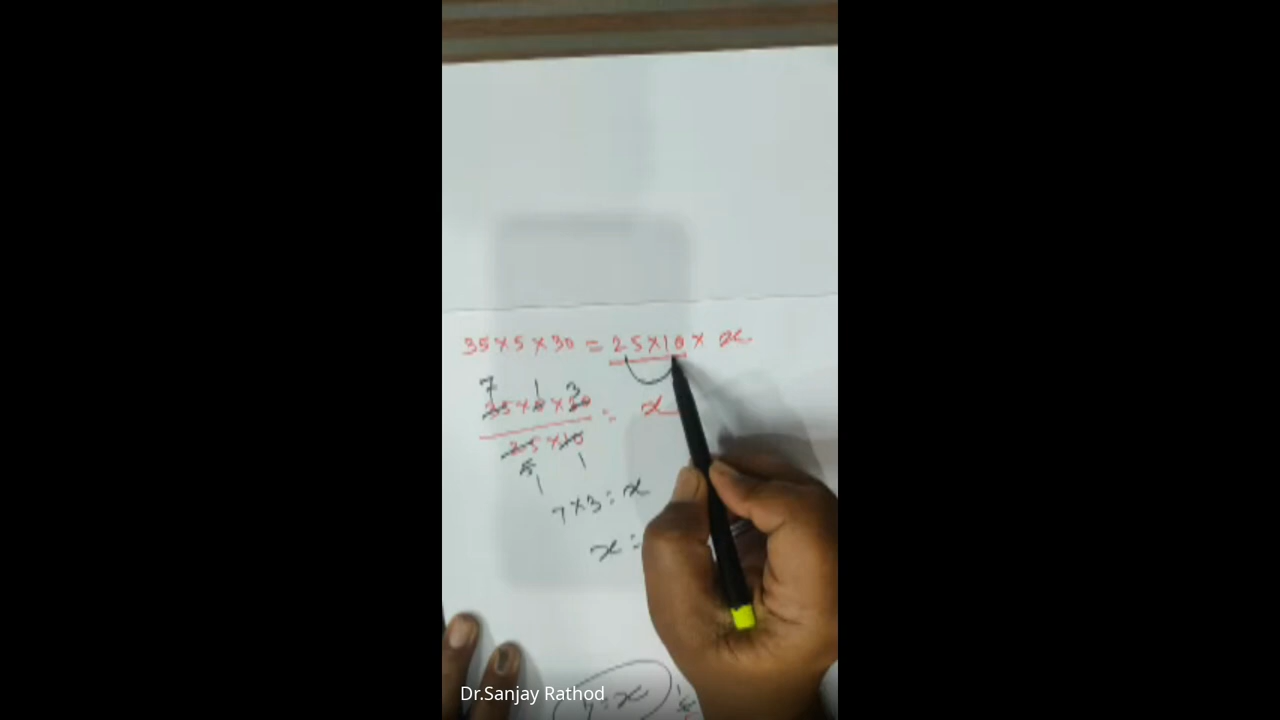 35×5×30 = 25×10× x
7 1 3
35×5×30 = x
25×10
5 1
1
7×3 = x
x =
Dr.Sanjay Rathod